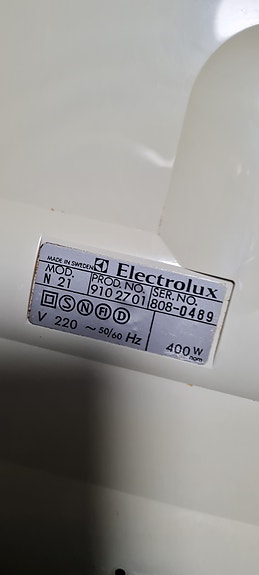 MADE IN SWEDEN Electrolux
MOD. PROD. NO. SER. NO.
N 21 910 27 01 808-0489
S N F D
V 220 ~ 50/60 Hz 400 W
nom